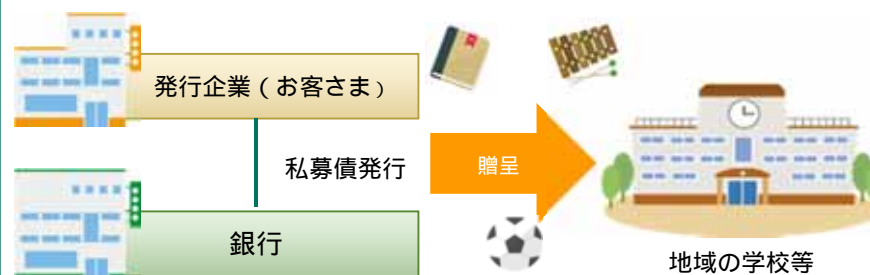 発行企業（お客さま）
私募債発行
贈呈
銀行
地域の学校等